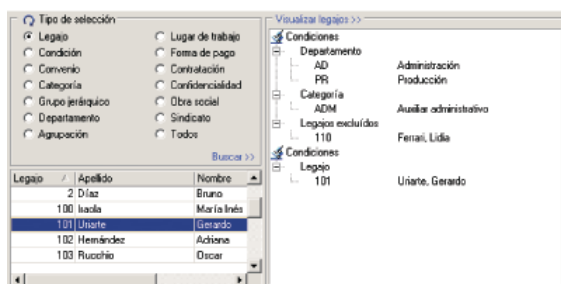 Tipo de selección
Legajo
Lugar de trabajo
Condición
Forma de pago
Convenio
Contratación
Categoría
Confidencialidad
Grupo jerárquico
Obra social
Departamento
Sindicato
Agrupación
Todos
Buscar >>
Legajo Apellido Nombre
2 Díaz Bruno
100 Isaola María Inés
101 Uriarte Gerardo
102 Hernández Adriana
103 Rucchio Oscar
Visualizar legajos >>
Condiciones
Departamento
AD Administración
PR Producción
Categoría
ADM Auxiliar administrativo
Legajos excluídos
110 Ferrari, Lidia
Condiciones
Legajo
101 Uriarte, Gerardo